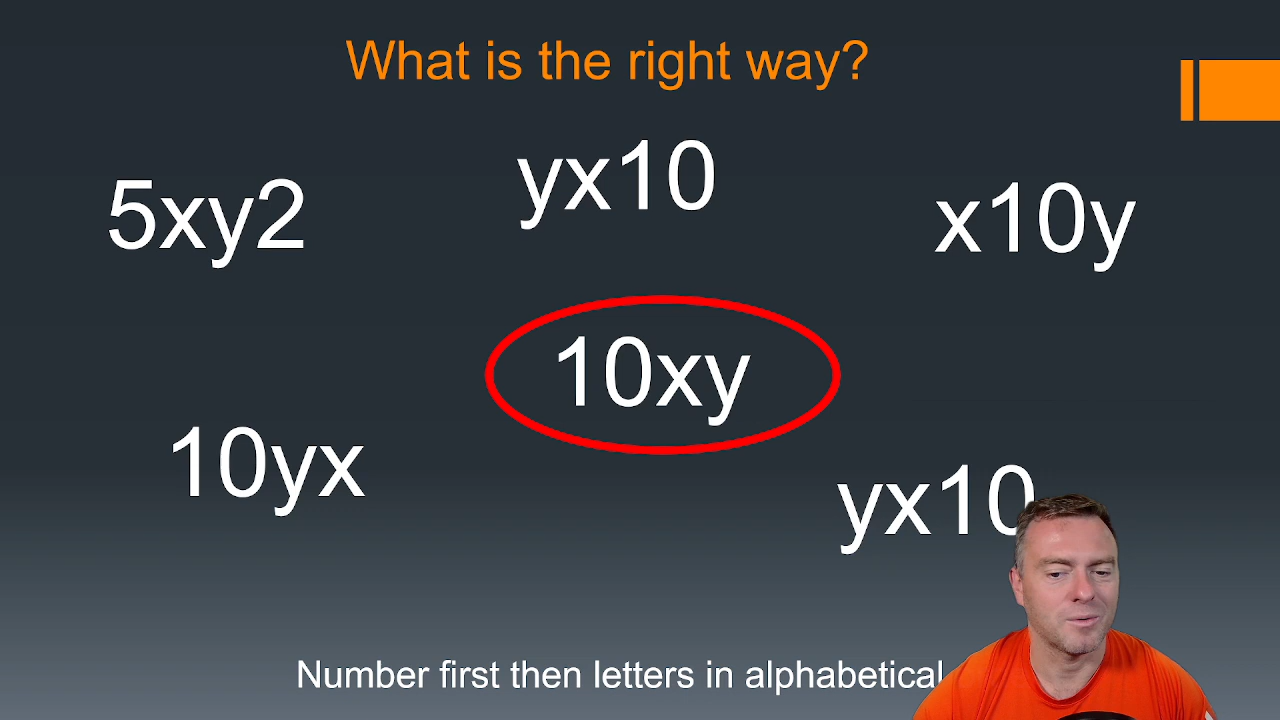 What is the right way?
yx10
5xy2
x10y
10xy
10yx
yx10
Number first then letters in alphabetical